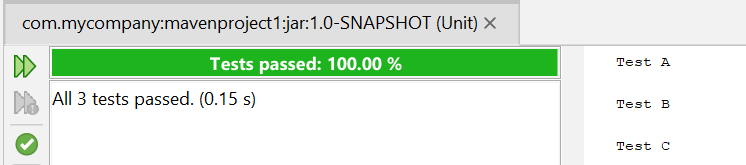 com.mycompany:mavenproject1:jar:1.0-SNAPSHOT (Unit)
Tests passed: 100.00 %
All 3 tests passed. (0.15 s)
Test A
Test B
Test C